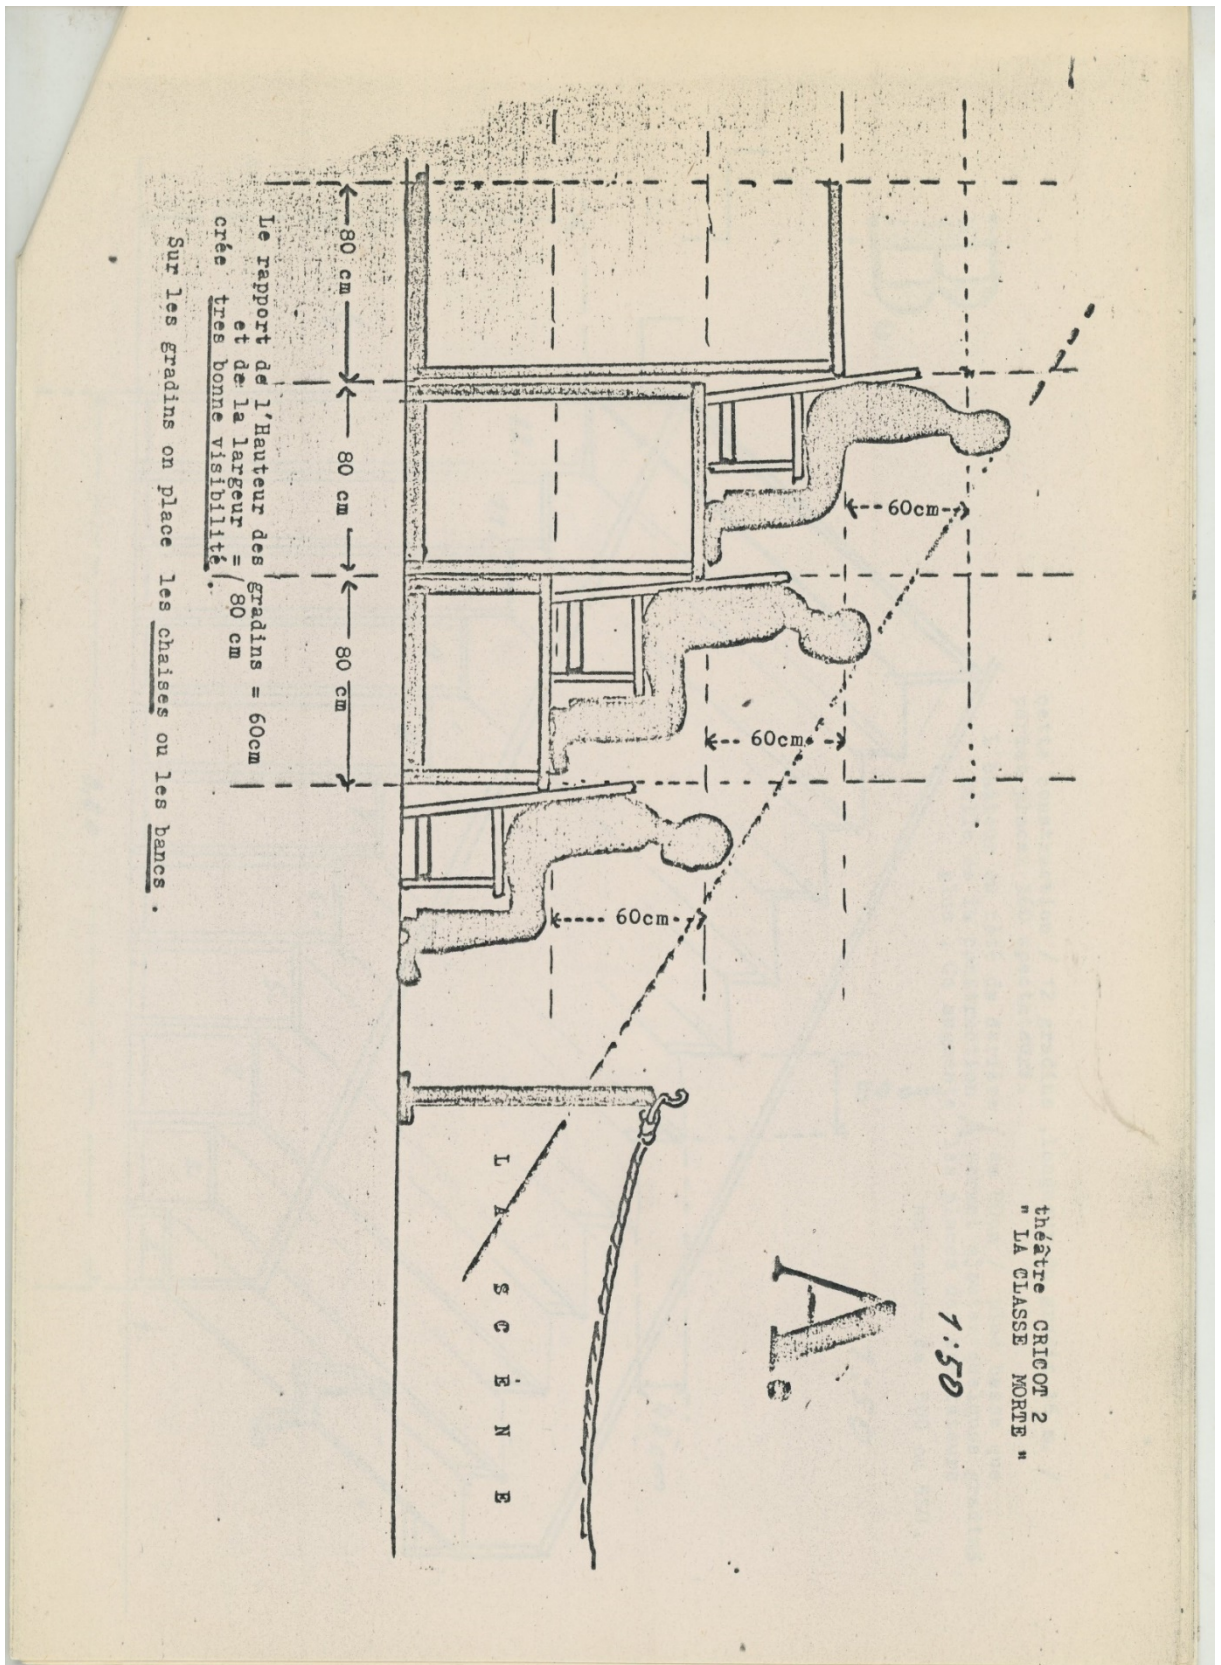 théâtre CRICOT 2
" LA CLASSE MORTE "
1:50
A.
60cm
60cm
60cm
L A S C È N E
80 cm
80 cm
80 cm
Le rapport de l'Hauteur des gradins = 60cm
et de la largeur = 80 cm /
crée tres bonne visibilité.
Sur les gradins on place les chaises ou les bancs.